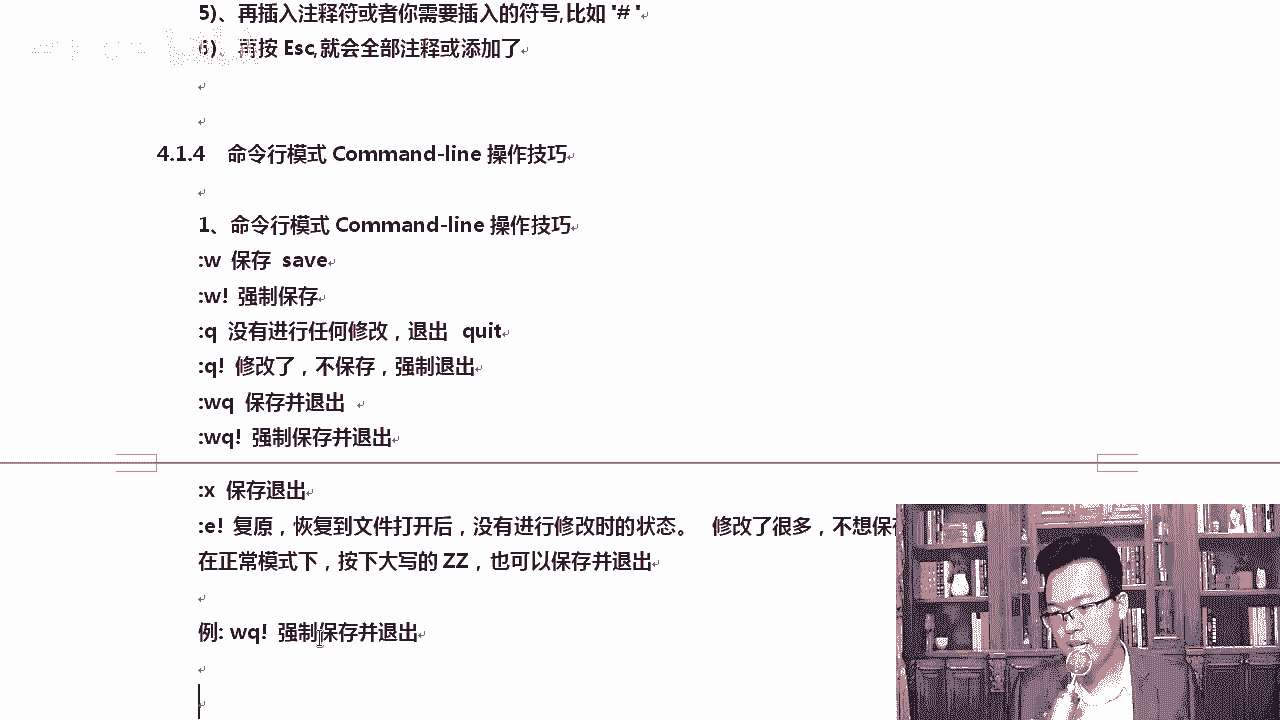 5)、再插入注释符或者你需要插入的符号,比如 '# '
6)、再按 Esc,就会全部注释或添加了
4.1.4 命令行模式 Command-line 操作技巧
1、命令行模式 Command-line 操作技巧
:w 保存 save
:w! 强制保存
:q 没有进行任何修改，退出 quit
:q! 修改了，不保存，强制退出
:wq 保存并退出
:wq! 强制保存并退出
:x 保存退出
:e! 复原，恢复到文件打开后，没有进行修改时的状态。 修改了很多，不想保
在正常模式下，按下大写的 ZZ，也可以保存并退出
例: wq! 强制保存并退出